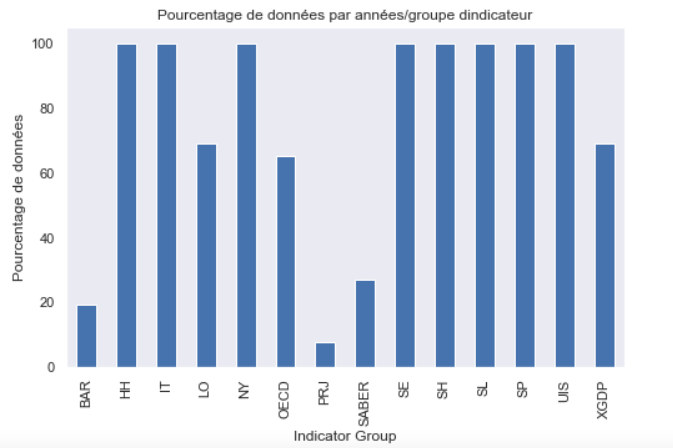 Pourcentage de données par années/groupe dindicateur
Pourcentage de données
100
80
60
40
20
0
BAR
HH
IT
LO
NY
OECD
PRJ
SABER
SE
SH
SL
SP
UIS
XGDP
Indicator Group